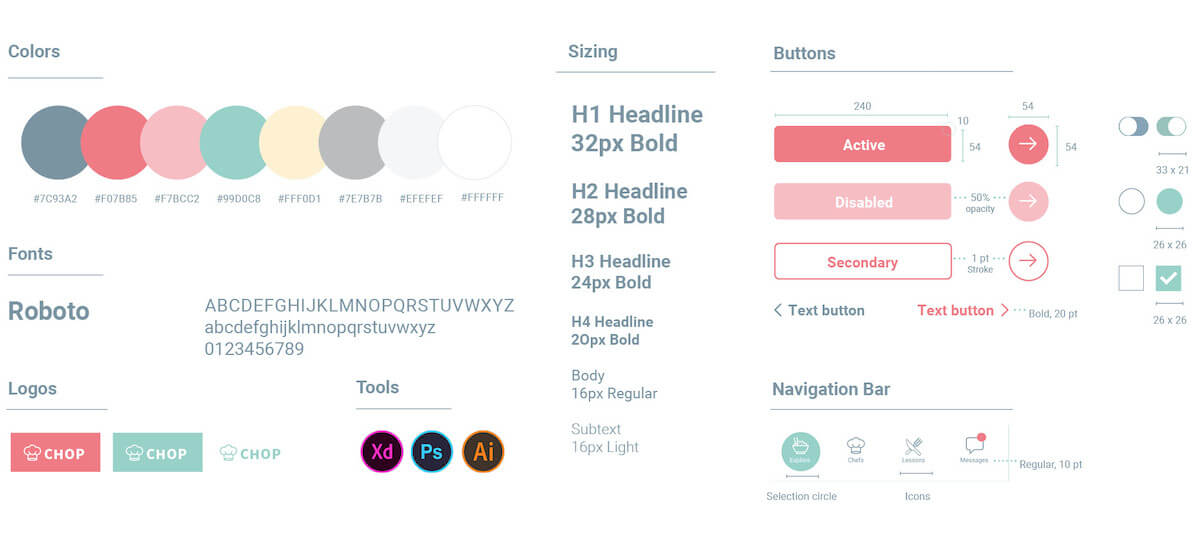 Colors
#7C93A2
#F07B85
#F7BCC2
#99D0C8
#FFF0D1
#7E7B7B
#EFEFEF
#FFFFFF
Fonts
Roboto
ABCDEFGHIJKLMNOPQRSTUVWXYZ
abcdefghijklmnopqrstuvwxyz
0123456789
Logos
CHOP
CHOP
CHOP
Tools
Xd
Ps
Ai
Sizing
H1 Headline
32px Bold
H2 Headline
28px Bold
H3 Headline
24px Bold
H4 Headline
20px Bold
Body
16px Regular
Subtext
16px Light
Buttons
240
10
54
54
54
Active
Disabled
50%
opacity
Secondary
1 pt
Stroke
Text button
Text button
Bold, 20 pt
33 x 21
26 x 26
26 x 26
Navigation Bar
Explore
Chefs
Lessons
Messages
Regular, 10 pt
Selection circle
Icons